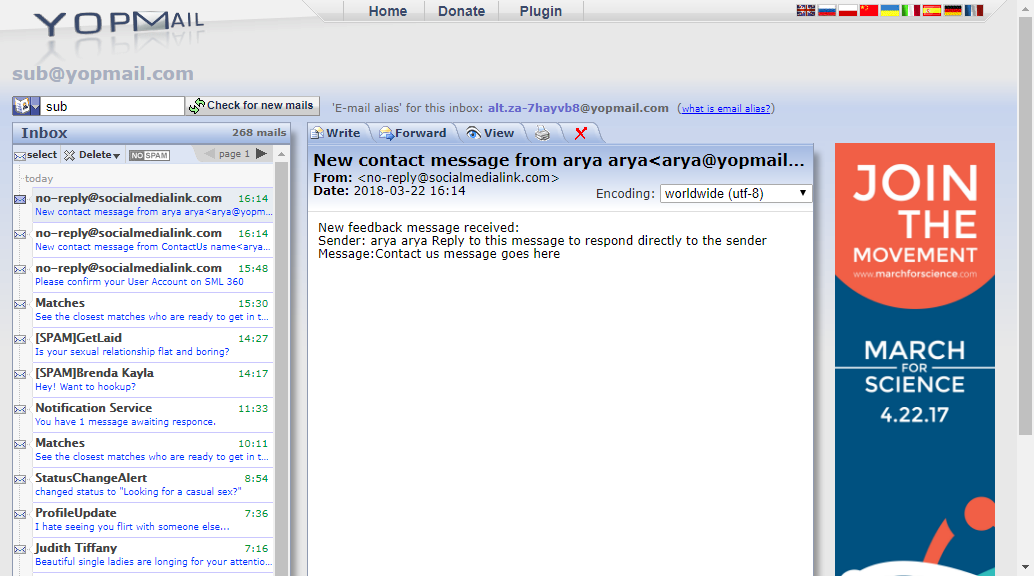 YOPMAIL
Home
Donate
Plugin
sub@yopmail.com
sub
Check for new mails
'E-mail alias' for this inbox: alt.za-7hayvb8@yopmail.com (what is email alias?)
Inbox
268 mails
select
Delete
NO SPAM
page 1
today
no-reply@socialmedialink.com 16:14
New contact message from arya arya<arya@yopm...
no-reply@socialmedialink.com 16:14
New contact message from ContactUs name<arya...
no-reply@socialmedialink.com 15:48
Please confirm your User Account on SML 360
Matches 15:30
See the closest matches who are ready to get in t...
[SPAM]GetLaid 14:27
Is your sexual relationship flat and boring?
[SPAM]Brenda Kayla 14:17
Hey! Want to hookup?
Notification Service 11:33
You have 1 message awaiting responce.
Matches 10:11
See the closest matches who are ready to get in t...
StatusChangeAlert 8:54
changed status to "Looking for a casual sex?"
ProfileUpdate 7:36
I hate seeing you flirt with someone else...
Judith Tiffany 7:16
Beautiful single ladies are longing for your attentio...
Write
Forward
View
New contact message from arya arya<arya@yopmail...
From: <no-reply@socialmedialink.com>
Date: 2018-03-22 16:14
Encoding: worldwide (utf-8)
New feedback message received:
Sender: arya arya Reply to this message to respond directly to the sender
Message:Contact us message goes here
JOIN
THE
MOVEMENT
www.marchforscience.com
MARCH
FOR
SCIENCE
4.22.17